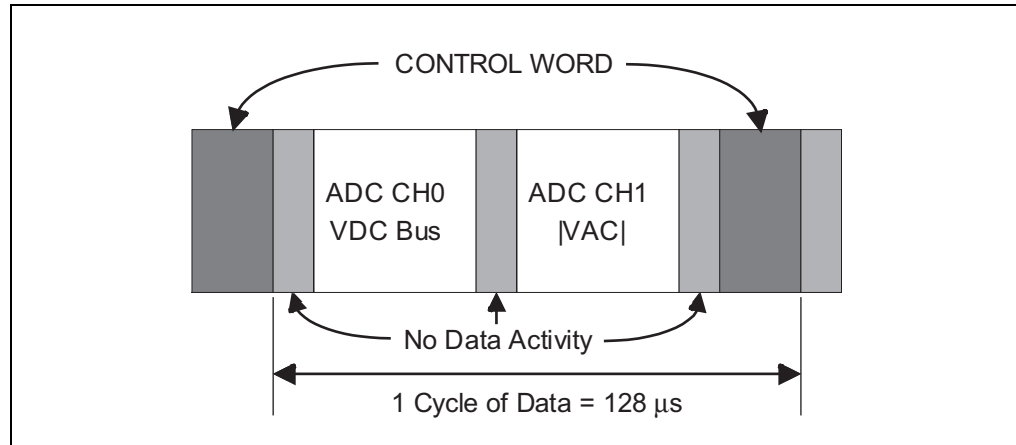 CONTROL WORD
ADC CH0
VDC Bus
ADC CH1
|VAC|
No Data Activity
1 Cycle of Data = 128 μs